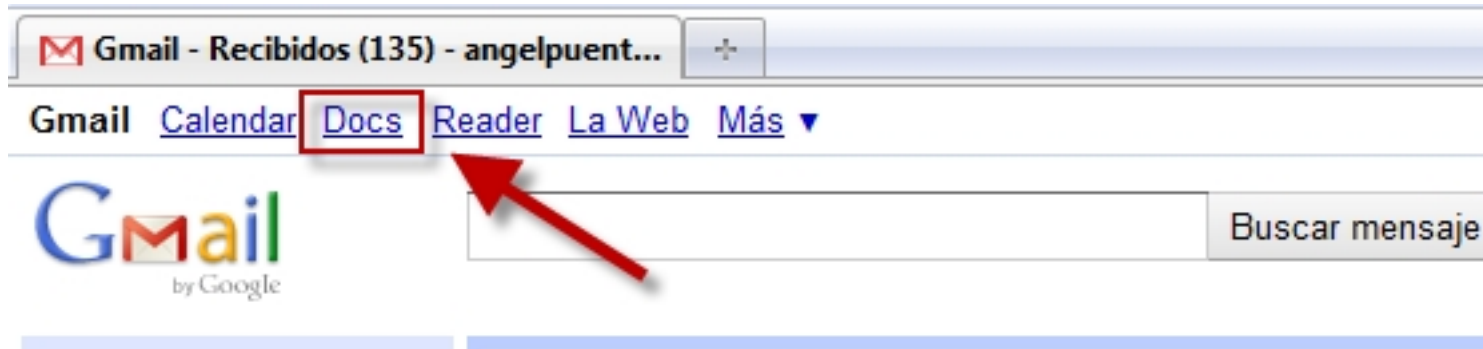 Gmail - Recibidos (135) - angelpuent...
Gmail Calendar Docs Reader La Web Más ▼
Gmail
by Google
Buscar mensaje